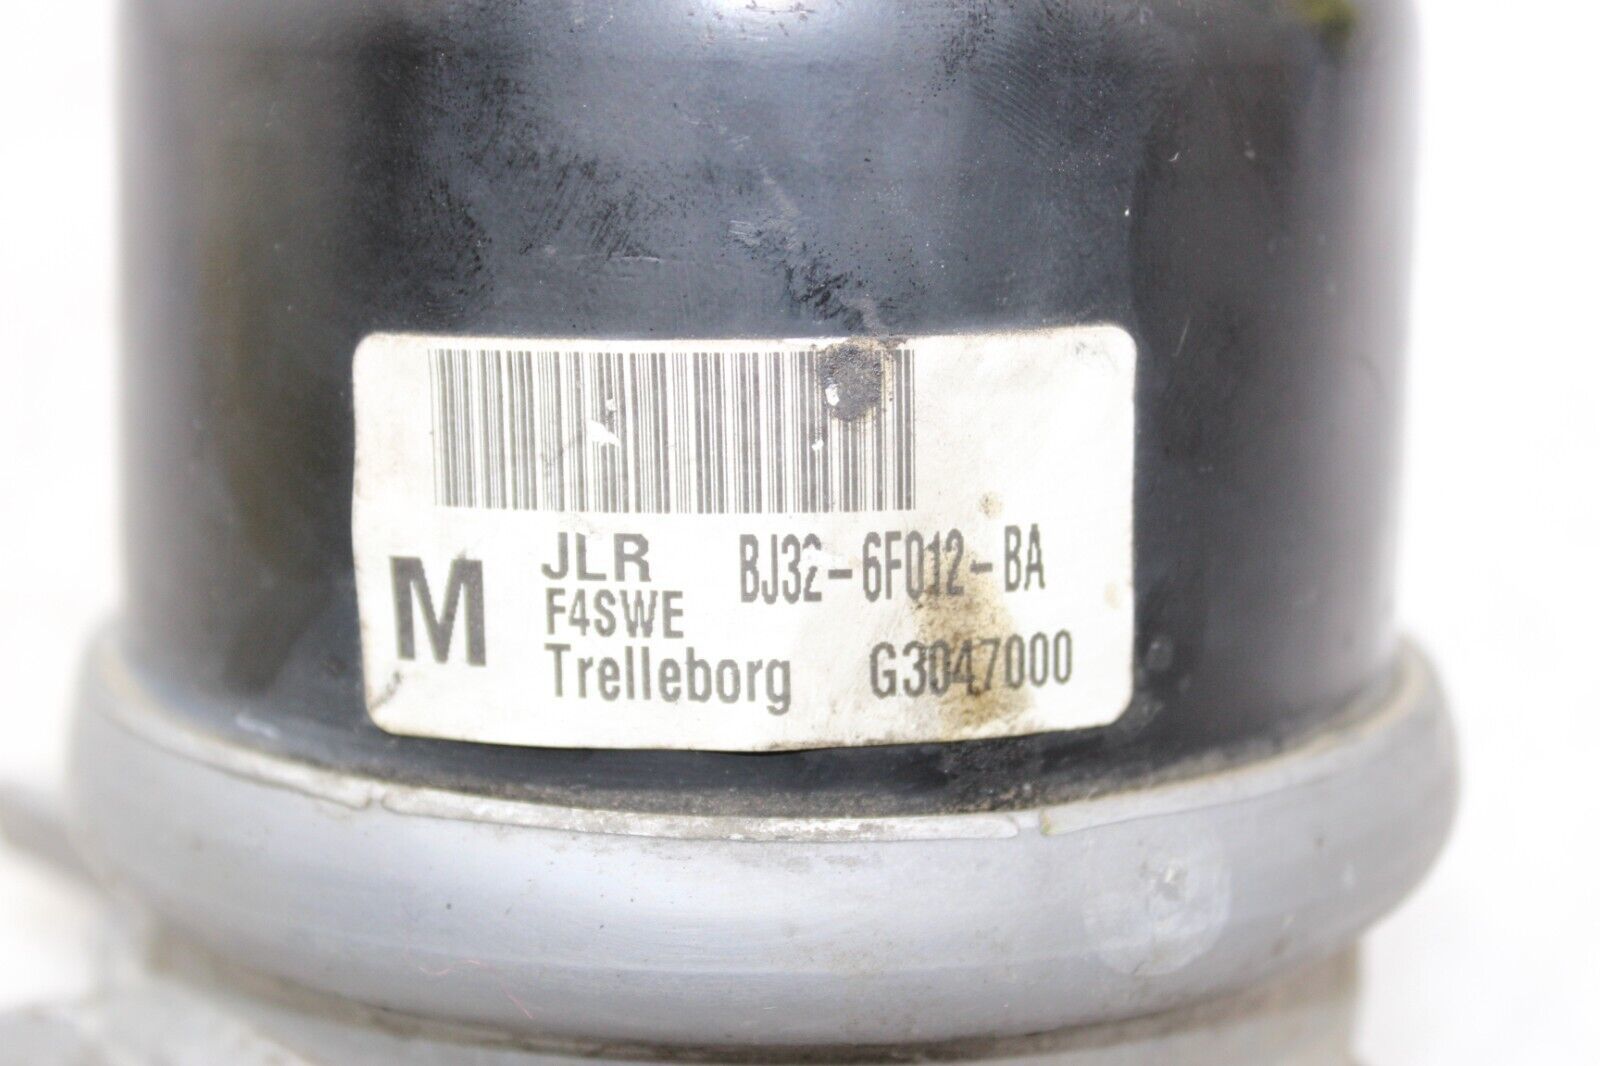 M
JLR BJ32-6F012-BA
F4SWE
Trelleborg G3047000